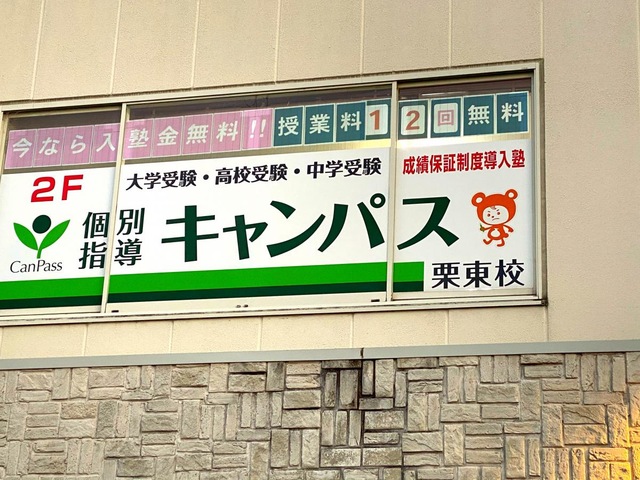 今なら入塾金無料!!授業料12回無料
大学受験・高校受験・中学受験
成績保証制度導入塾
2F
CanPass
個別
指導
キャンパス
栗東校